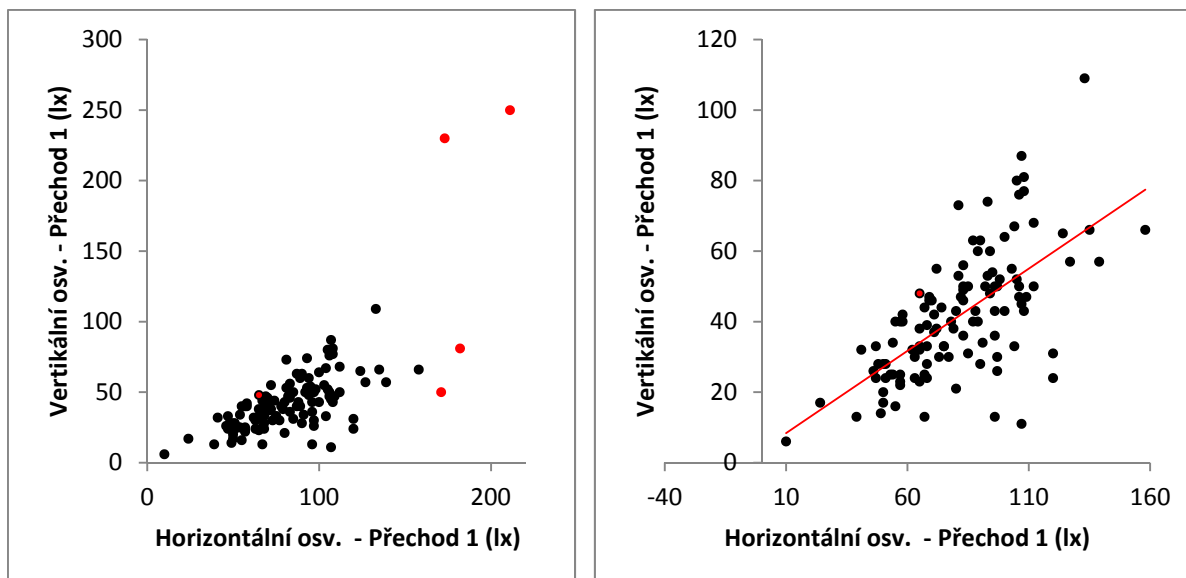 Vertikální osv. - Přechod 1 (lx)
300
250
200
150
100
50
0
0 100 200
Horizontální osv.  - Přechod 1 (lx)
Vertikální osv. - Přechod 1 (lx)
120
100
80
60
40
20
0
-40 10 60 110 160
Horizontální osv.  - Přechod 1 (lx)